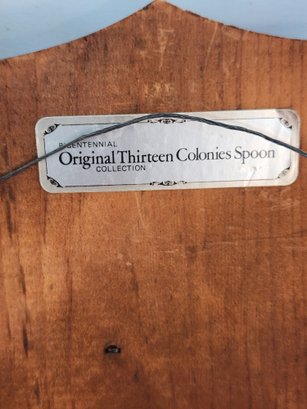 BICENTENNIAL
Original Thirteen Colonies Spoon
COLLECTION